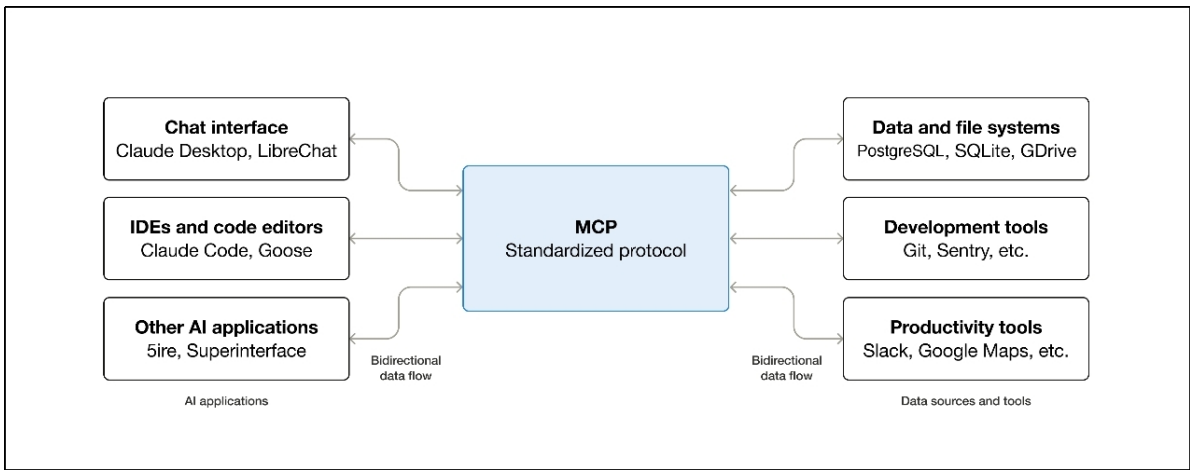 Chat interface
Claude Desktop, LibreChat
IDEs and code editors
Claude Code, Goose
Other AI applications
5ire, Superinterface
AI applications
Bidirectional
data flow
MCP
Standardized protocol
Bidirectional
data flow
Data and file systems
PostgreSQL, SQLite, GDrive
Development tools
Git, Sentry, etc.
Productivity tools
Slack, Google Maps, etc.
Data sources and tools